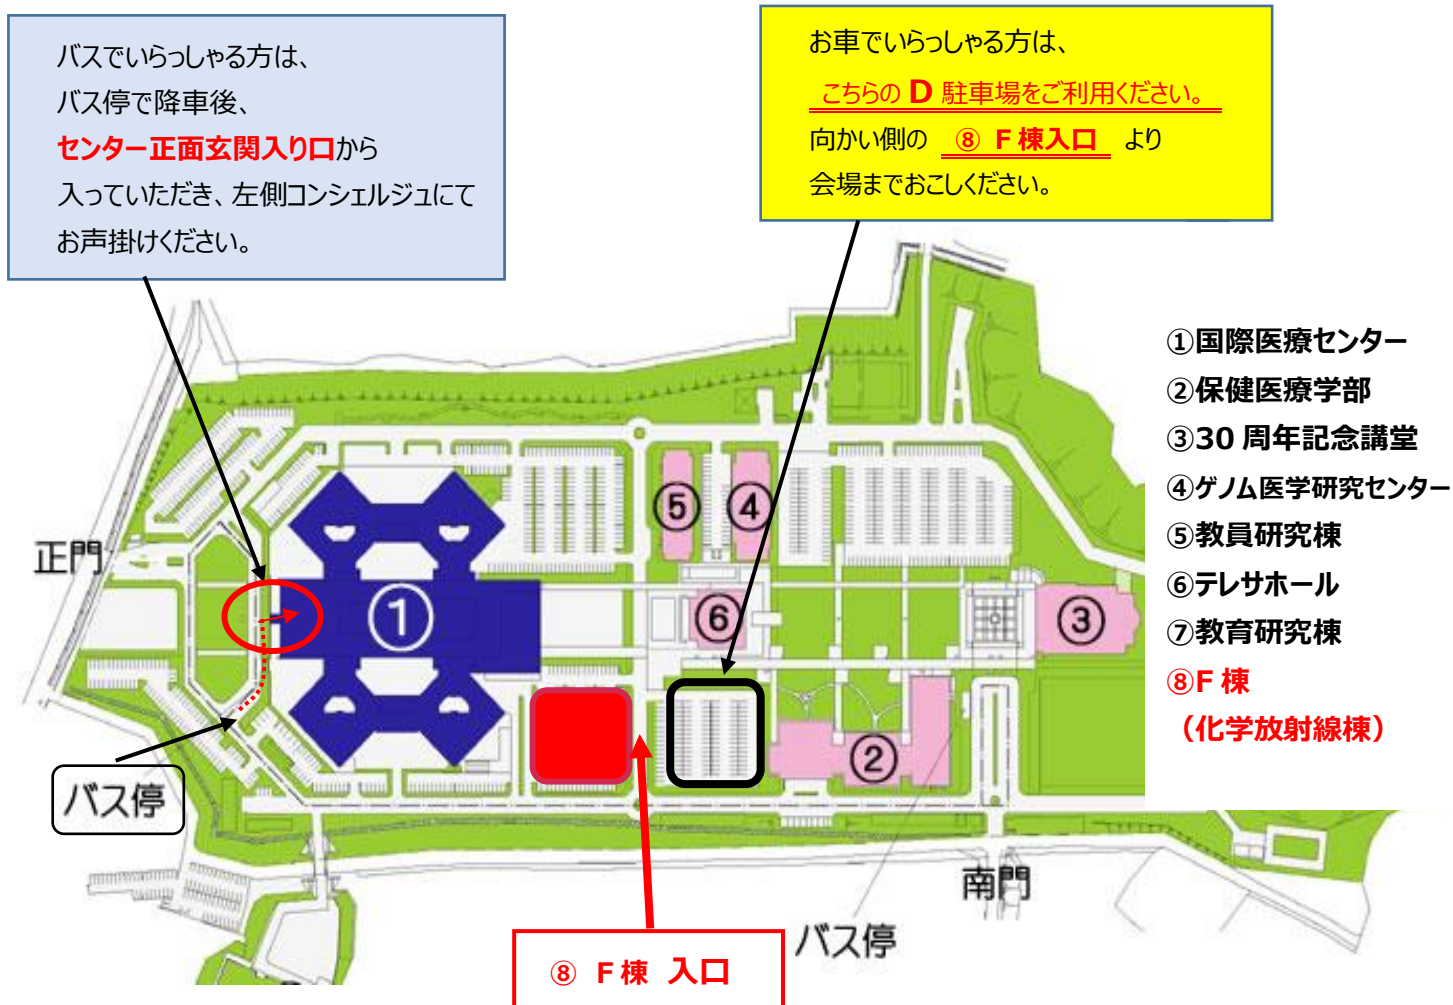 バスでいらっしゃる方は、
バス停で降車後、
センター正面玄関入り口から
入っていただき、左側コンシェルジュにて
お声掛けください。
お車でいらっしゃる方は、
こちらの D 駐車場をご利用ください。
向かい側の ⑧ F 棟入口 より
会場までおこしください。
①国際医療センター
②保健医療学部
③30 周年記念講堂
④ゲノム医学研究センター
⑤教員研究棟
⑥テレサホール
⑦教育研究棟
⑧F 棟
（化学放射線棟）
⑤
④
正門
①
⑥
③
②
バス停
南門
バス停
⑧ F 棟 入口